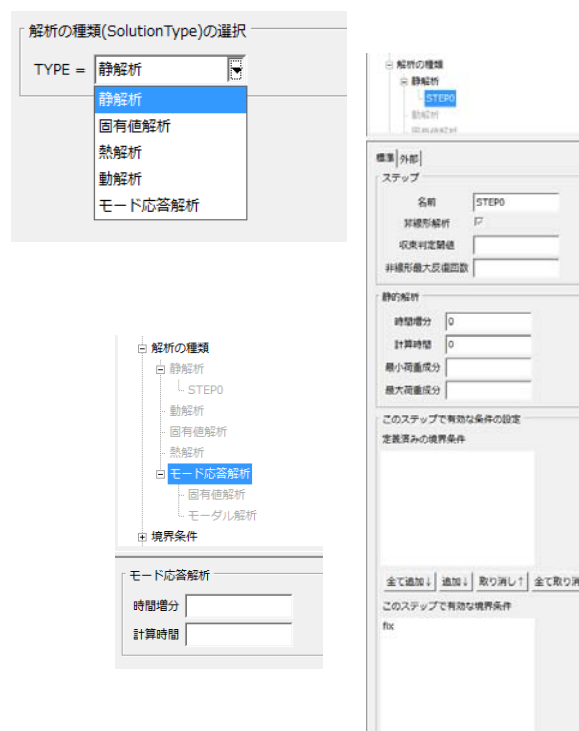 解析の種類(SolutionType)の選択
TYPE = 静解析
静解析
固有値解析
熱解析
動解析
モード応答解析
解析の種類
静解析
STEP0
動解析
固有値解析
熱解析
モード応答解析
固有値解析
モーダル解析
境界条件
モード応答解析
時間増分
計算時間
解析の種類
静解析
STEP0
動解析
固有値解析
標準 外部
ステップ
名前 STEP0
非線形解析
収束判定閾値
非線形最大反復回数
静的解析
時間増分 0
計算時間 0
最小荷重成分
最大荷重成分
このステップで有効な条件の設定
定義済みの境界条件
全て追加↓ 追加↓ 取り消し↑ 全て取り消
このステップで有効な境界条件
fix